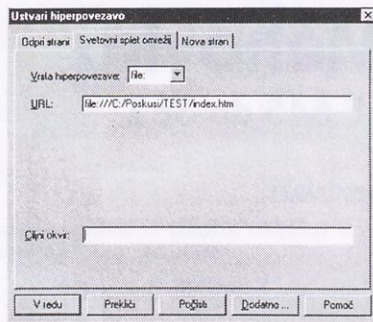 Ustvari hiperpovezavo
Odpri strani Svetovni splet omrežij Nova stran
Vrsta hiperpovezave: file:
URL: file:///C:/Poskusi/TEST/index.htm
Ciljni okvir:
V redu Prekliči Počisti Dodatno ... Pomoč